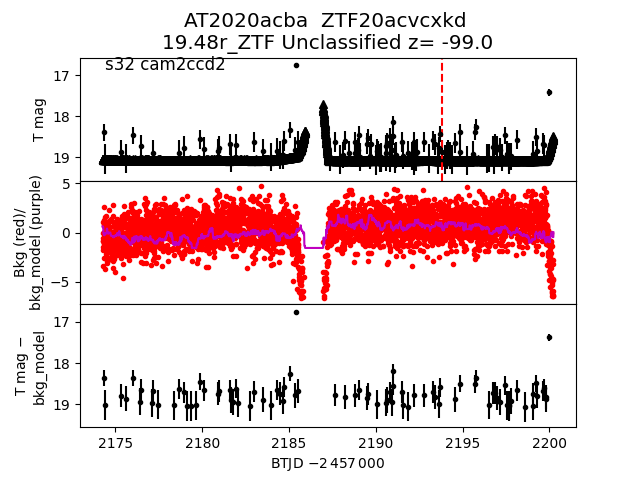 AT2020acba  ZTF20acvcxkd
19.48r_ZTF Unclassified z= -99.0
s32 cam2ccd2
T mag
17
18
19
Bkg (red)/
bkg_model (purple)
5
0
−5
T mag −
bkg_model
17
18
19
2175 2180 2185 2190 2195 2200
BTJD −2 457 000